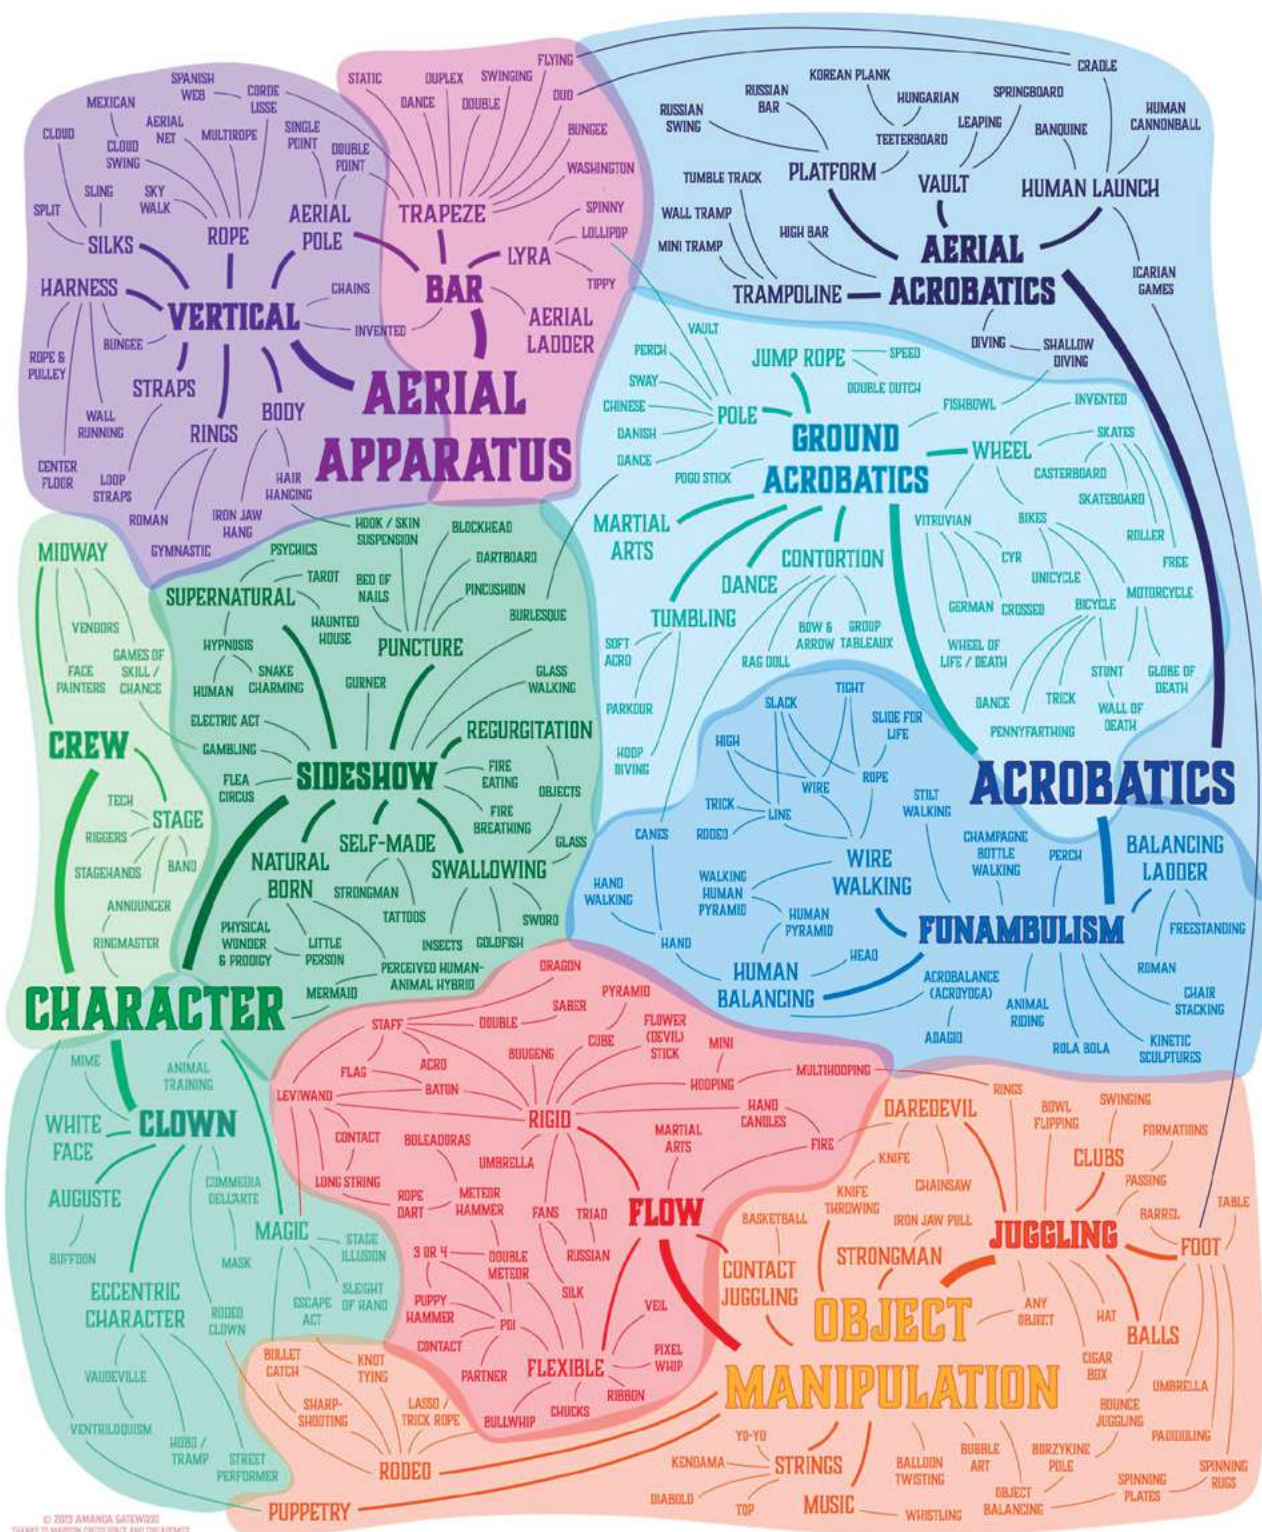 SPANISH
WEB
CORDE
LISSE
MEXICAN
CLOUD
CLOUD
SWING
AERIAL
NET
MULTIROPE
SINGLE
POINT
DOUBLE
POINT
SPLIT
SLING
SKY
WALK
SILKS
ROPE
AERIAL
POLE
HARNESS
VERTICAL
CHAINS
INVENTED
BUNGEE
ROPE &
PULLEY
STRAPS
BODY
RINGS
WALL
RUNNING
CENTER
FLOOR
LOOP
STRAPS
ROMAN
GYMNASTIC
IRON JAW
HANG
HAIR
HANGING
STATIC
DANCE
DUPLEX
DOUBLE
SWINGING
FLYING
DUO
BUNGEE
WASHINGTON
TRAPEZE
SPINNY
LOLLIPOP
LYRA
TIPPY
BAR
AERIAL
LADDER
AERIAL
APPARATUS
CRADLE
KOREAN PLANK
RUSSIAN
BAR
RUSSIAN
SWING
HUNGARIAN
SPRINGBOARD
TEETERBOARD
LEAPING
BANQUINE
HUMAN
CANNONBALL
PLATFORM
VAULT
HUMAN LAUNCH
TUMBLE TRACK
WALL TRAMP
MINI TRAMP
HIGH BAR
TRAMPOLINE
AERIAL
ACROBATICS
ICARIAN
GAMES
DIVING
SHALLOW
DIVING
VAULT
PERCH
SWAY
CHINESE
DANISH
DANCE
POLE
JUMP ROPE
SPEED
DOUBLE DUTCH
POGO STICK
GROUND
ACROBATICS
FISHBOWL
WHEEL
INVENTED
SKATES
CASTERBOARD
SKATEBOARD
ROLLER
FREE
MARTIAL
ARTS
DANCE
CONTORTION
TUMBLING
SOFT
ACRO
PARKOUR
HOOP
DIVING
RAG DOLL
BOW &
ARROW
GROUP
TABLEAUX
VITRUVIAN
BIKES
CYR
UNICYCLE
GERMAN
CROSSED
BICYCLE
MOTORCYCLE
WHEEL OF
LIFE / DEATH
DANCE
PENNYFARTHING
TRICK
STUNT
WALL OF
DEATH
GLOBE OF
DEATH
ACROBATICS
SLACK
TIGHT
HIGH
SLIDE FOR
LIFE
TRICK
RODEO
LINE
WIRE
ROPE
STILT
WALKING
CANES
HAND
WALKING
WALKING
HUMAN
PYRAMID
HUMAN
PYRAMID
WIRE
WALKING
HAND
HUMAN
BALANCING
HEAD
CHAMPAGNE
BOTTLE
WALKING
PERCH
BALANCING
LADDER
FUNAMBULISM
FREESTANDING
ROMAN
ACROBALANCE
(ACROYOGA)
ADAGIO
ANIMAL
RIDING
ROLA BOLA
CHAIR
STACKING
KINETIC
SCULPTURES
MIDWAY
VENDORS
FACE
PAINTERS
GAMES OF
SKILL /
CHANCE
CREW
TECH
RIGGERS
STAGEHANDS
STAGE
BAND
ANNOUNCER
RINGMASTER
CHARACTER
PSYCHICS
TAROT
SUPERNATURAL
HAUNTED
HOUSE
HYPNOSIS
HUMAN
SNAKE
CHARMING
HOOK / SKIN
SUSPENSION
BED OF
NAILS
BLOCKHEAD
DARTBOARD
PINCUSHION
BURLESQUE
PUNCTURE
GURNER
GLASS
WALKING
ELECTRIC ACT
GAMBLING
FLEA
CIRCUS
REGURGITATION
SIDESHOW
FIRE
EATING
OBJECTS
FIRE
BREATHING
GLASS
NATURAL
BORN
SELF-MADE
STRONGMAN
TATTOOS
SWALLOWING
INSECTS
GOLDFISH
SWORD
PHYSICAL
WONDER
& PRODIGY
LITTLE
PERSON
PERCEIVED HUMAN-
ANIMAL HYBRID
MERMAID
MIME
ANIMAL
TRAINING
WHITE
FACE
CLOWN
AUGUSTE
BUFFOON
COMMEDIA
DELL'ARTE
MASK
MAGIC
STAGE
ILLUSION
SLEIGHT
OF HAND
ESCAPE
ACT
ECCENTRIC
CHARACTER
RODEO
CLOWN
VAUDEVILLE
VENTRILOQUISM
HOBO /
TRAMP
STREET
PERFORMER
DRAGON
STAFF
DOUBLE
SABER
PYRAMID
CUBE
FLOWER
(DEVIL)
STICK
MINI
HOOPING
MULTIHOOPING
FLAG
ACRO
BUUGENG
LEVIWAND
BATON
RIGID
HAND
CANDLES
CONTACT
LONG STRING
BOLEADORAS
UMBRELLA
MARTIAL
ARTS
FIRE
ROPE
DART
METEOR
HAMMER
FANS
TRIAD
RUSSIAN
FLOW
3 OR 4
DOUBLE
METEOR
SILK
PUPPY
HAMMER
POI
CONTACT
PARTNER
FLEXIBLE
VEIL
PIXEL
WHIP
RIBBON
CHUCKS
BULLWHIP
RINGS
DAREDEVIL
KNIFE
KNIFE
THROWING
CHAINSAW
BOWL
FLIPPING
SWINGING
CLUBS
FORMATIONS
PASSING
BASKETBALL
IRON JAW PULL
STRONGMAN
JUGGLING
BARREL
TABLE
FOOT
CONTACT
JUGGLING
OBJECT
MANIPULATION
ANY
OBJECT
HAT
CIGAR
BOX
BALLS
UMBRELLA
BOUNCE
JUGGLING
PADIDDLING
BULLET
CATCH
KNOT
TYING
SHARP-
SHOOTING
LASSO /
TRICK ROPE
RODEO
PUPPETRY
YO-YO
KENDAMA
DIABOLO
TOP
STRINGS
MUSIC
WHISTLING
BALLOON
TWISTING
BUBBLE
ART
OBJECT
BALANCING
BORZYKINE
POLE
SPINNING
PLATES
SPINNING
RUGS
© 2015 AMANDA GATEWOOD